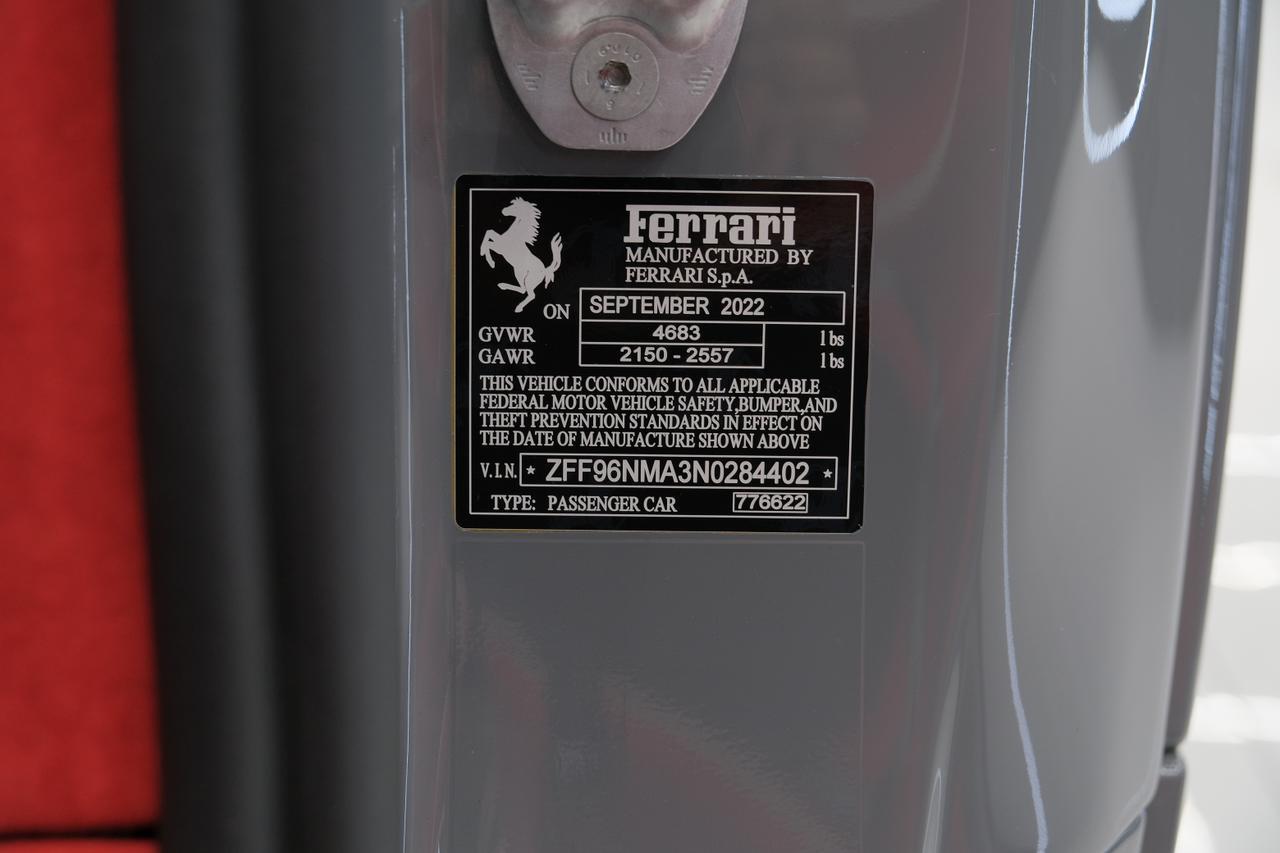 Ferrari
MANUFACTURED BY
FERRARI S.p.A.
ON SEPTEMBER 2022
GVWR 4683 lbs
GAWR 2150 - 2557 lbs
THIS VEHICLE CONFORMS TO ALL APPLICABLE
FEDERAL MOTOR VEHICLE SAFETY,BUMPER,AND
THEFT PREVENTION STANDARDS IN EFFECT ON
THE DATE OF MANUFACTURE SHOWN ABOVE
V.I.N. * ZFF96NMA3N0284402 *
TYPE: PASSENGER CAR 776622